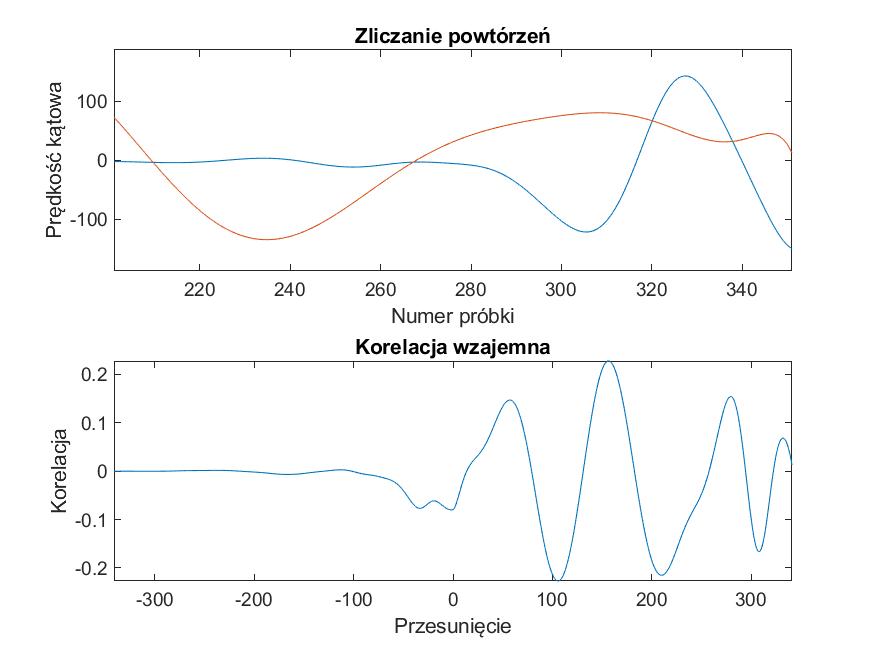 Zliczanie powtórzeń
Prędkość kątowa
100
0
-100
220 240 260 280 300 320 340
Numer próbki
Korelacja wzajemna
Korelacja
0.2
0.1
0
-0.1
-0.2
-300 -200 -100 0 100 200 300
Przesunięcie